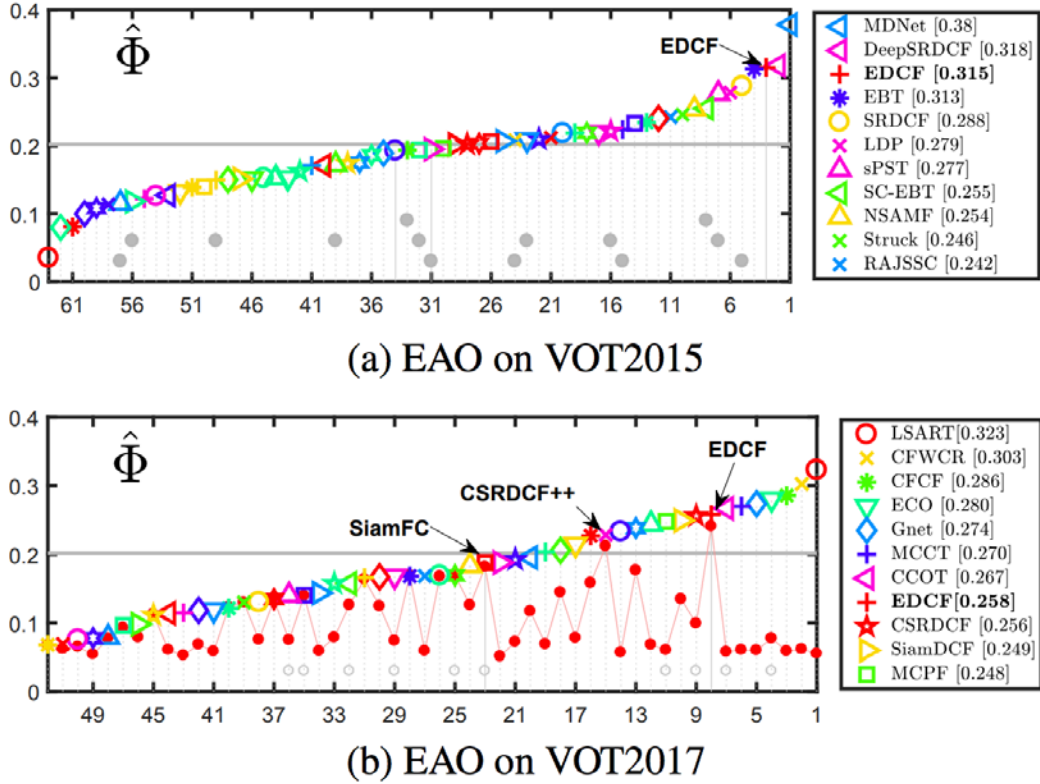 0.4
0.3
0.2
0.1
0
Φ̂
EDCF
61 56 51 46 41 36 31 26 21 16 11 6 1
MDNet [0.38]
DeepSRDCF [0.318]
EDCF [0.315]
EBT [0.313]
SRDCF [0.288]
LDP [0.279]
sPST [0.277]
SC-EBT [0.255]
NSAMF [0.254]
Struck [0.246]
RAJSSC [0.242]
(a) EAO on VOT2015
0.4
0.3
0.2
0.1
0
Φ̂
SiamFC
CSRDCF++
EDCF
49 45 41 37 33 29 25 21 17 13 9 5 1
LSART[0.323]
CFWCR [0.303]
CFCF [0.286]
ECO [0.280]
Gnet [0.274]
MCCT [0.270]
CCOT [0.267]
EDCF[0.258]
CSRDCF [0.256]
SiamDCF [0.249]
MCPF [0.248]
(b) EAO on VOT2017